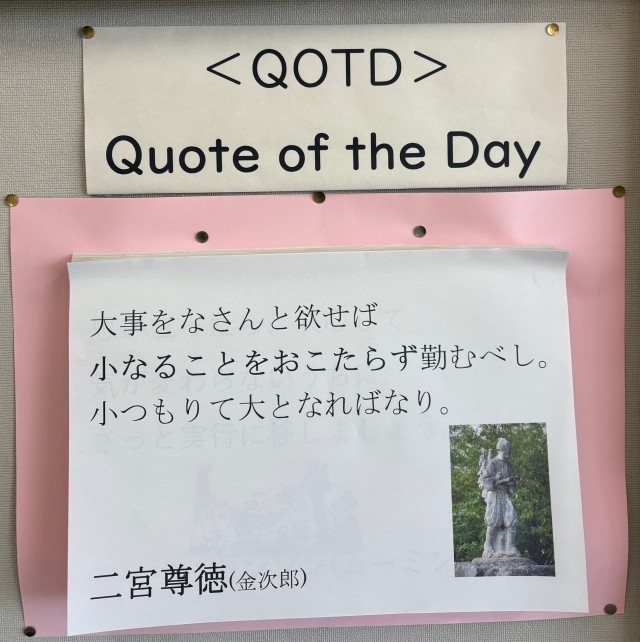 ＜QOTD＞
Quote of the Day
大事をなさんと欲せば
小なることをおこたらず勤むべし。
小つもりて大となればなり。
二宮尊徳(金次郎)